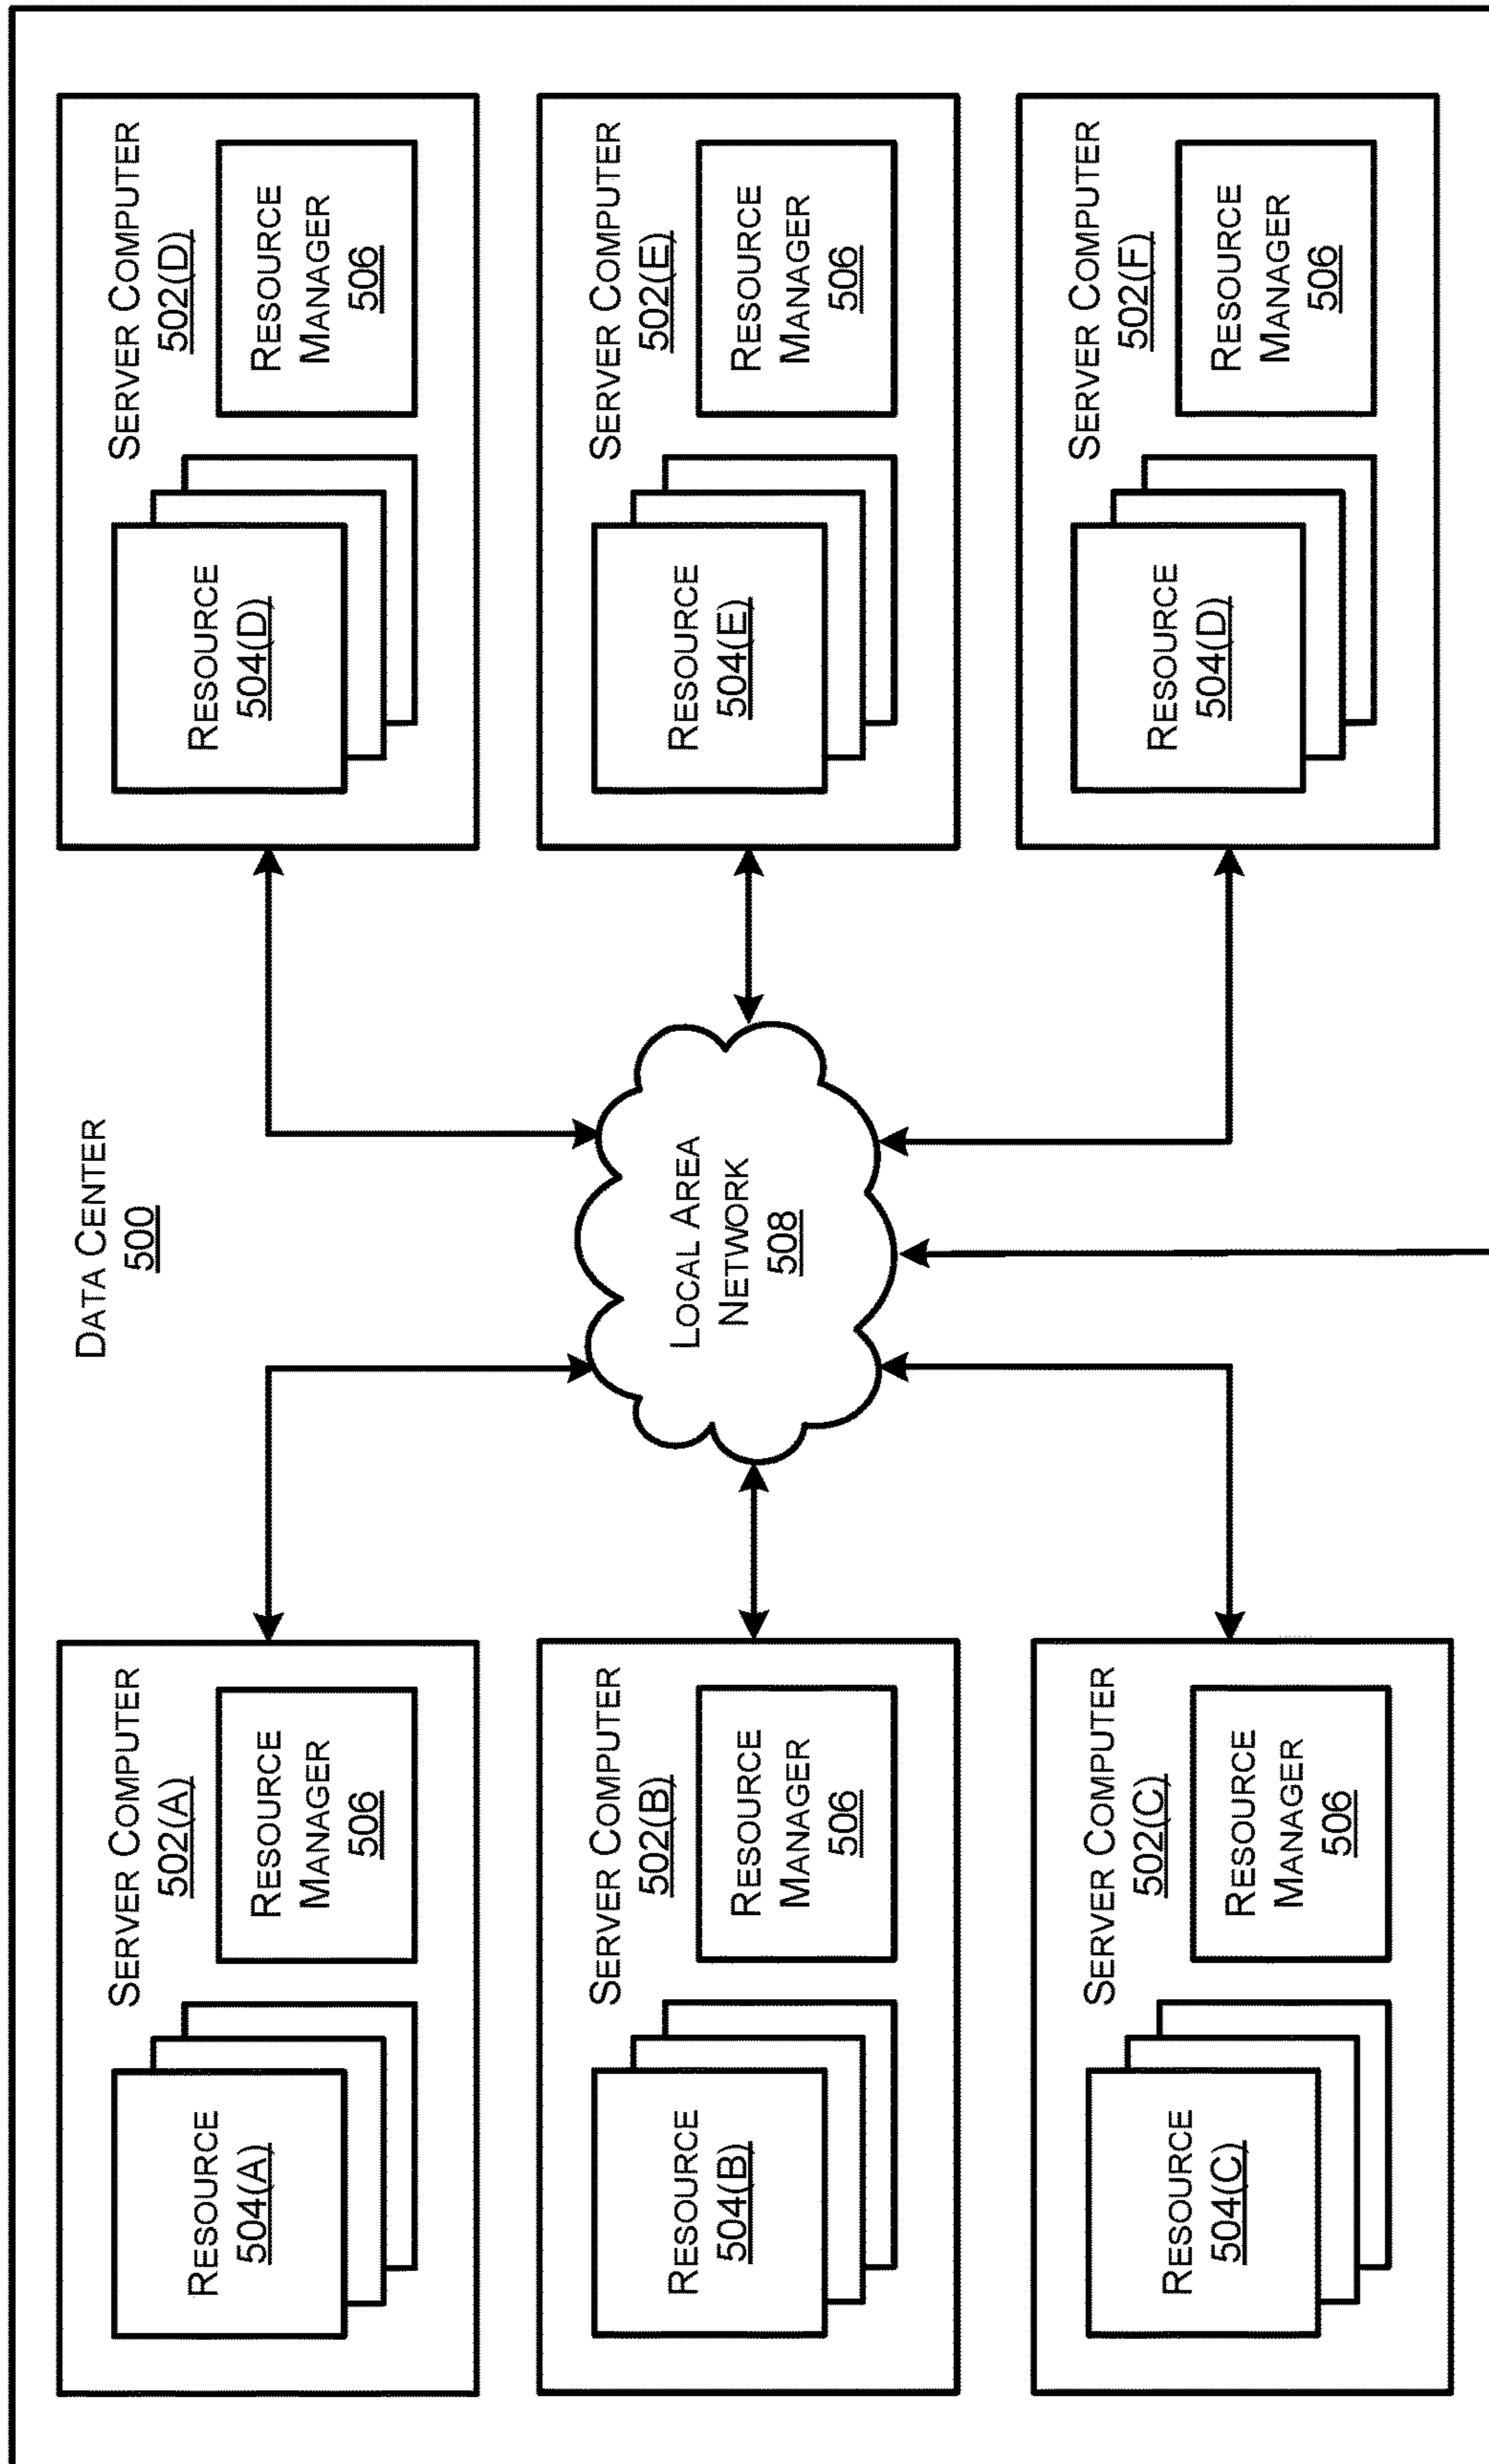 DATA CENTER
500
SERVER COMPUTER
502(A)
RESOURCE
504(A)
RESOURCE
MANAGER
506
SERVER COMPUTER
502(D)
RESOURCE
504(D)
RESOURCE
MANAGER
506
SERVER COMPUTER
502(B)
RESOURCE
504(B)
RESOURCE
MANAGER
506
LOCAL AREA
NETWORK
508
SERVER COMPUTER
502(E)
RESOURCE
504(E)
RESOURCE
MANAGER
506
SERVER COMPUTER
502(C)
RESOURCE
504(C)
RESOURCE
MANAGER
506
SERVER COMPUTER
502(F)
RESOURCE
504(D)
RESOURCE
MANAGER
506